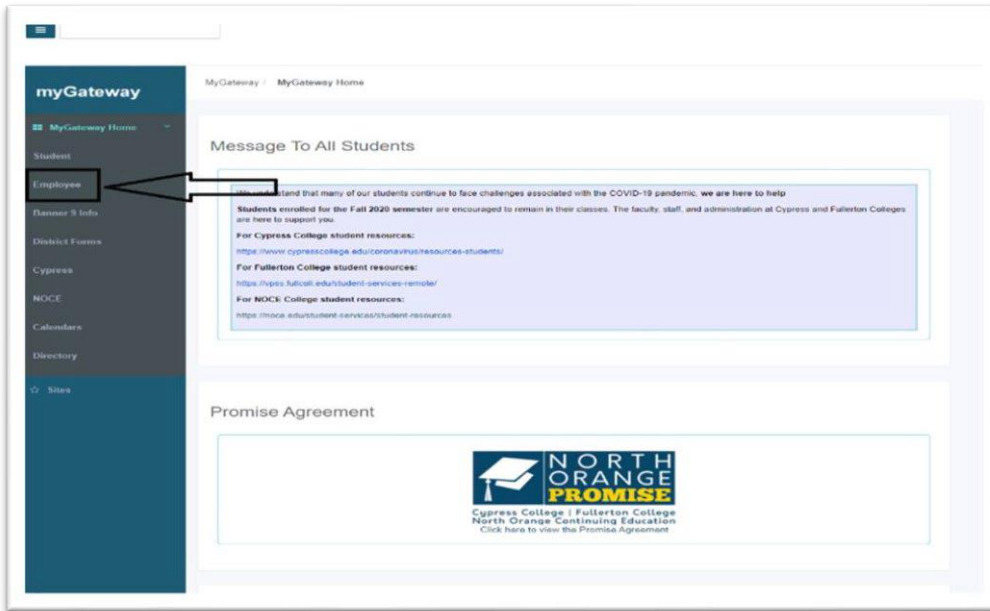 myGateway
MyGateway Home
Student
Employee
Banner 9 Info
District Forms
Cypress
NOCE
Calendars
Directory
Sites
MyGateway / MyGateway Home
Message To All Students
We understand that many of our students continue to face challenges associated with the COVID-19 pandemic, we are here to help
Students enrolled for the Fall 2020 semester are encouraged to remain in their classes. The faculty, staff, and administration at Cypress and Fullerton Colleges
are here to support you.
For Cypress College student resources:
https://www.cypresscollege.edu/coronavirus/resources-students/
For Fullerton College student resources:
https://vpss.fullcoll.edu/student-services-remote/
For NOCE College student resources:
https://noce.edu/student-services/student-resources
Promise Agreement
NORTH
ORANGE
PROMISE
Cypress College | Fullerton College
North Orange Continuing Education
Click here to view the Promise Agreement